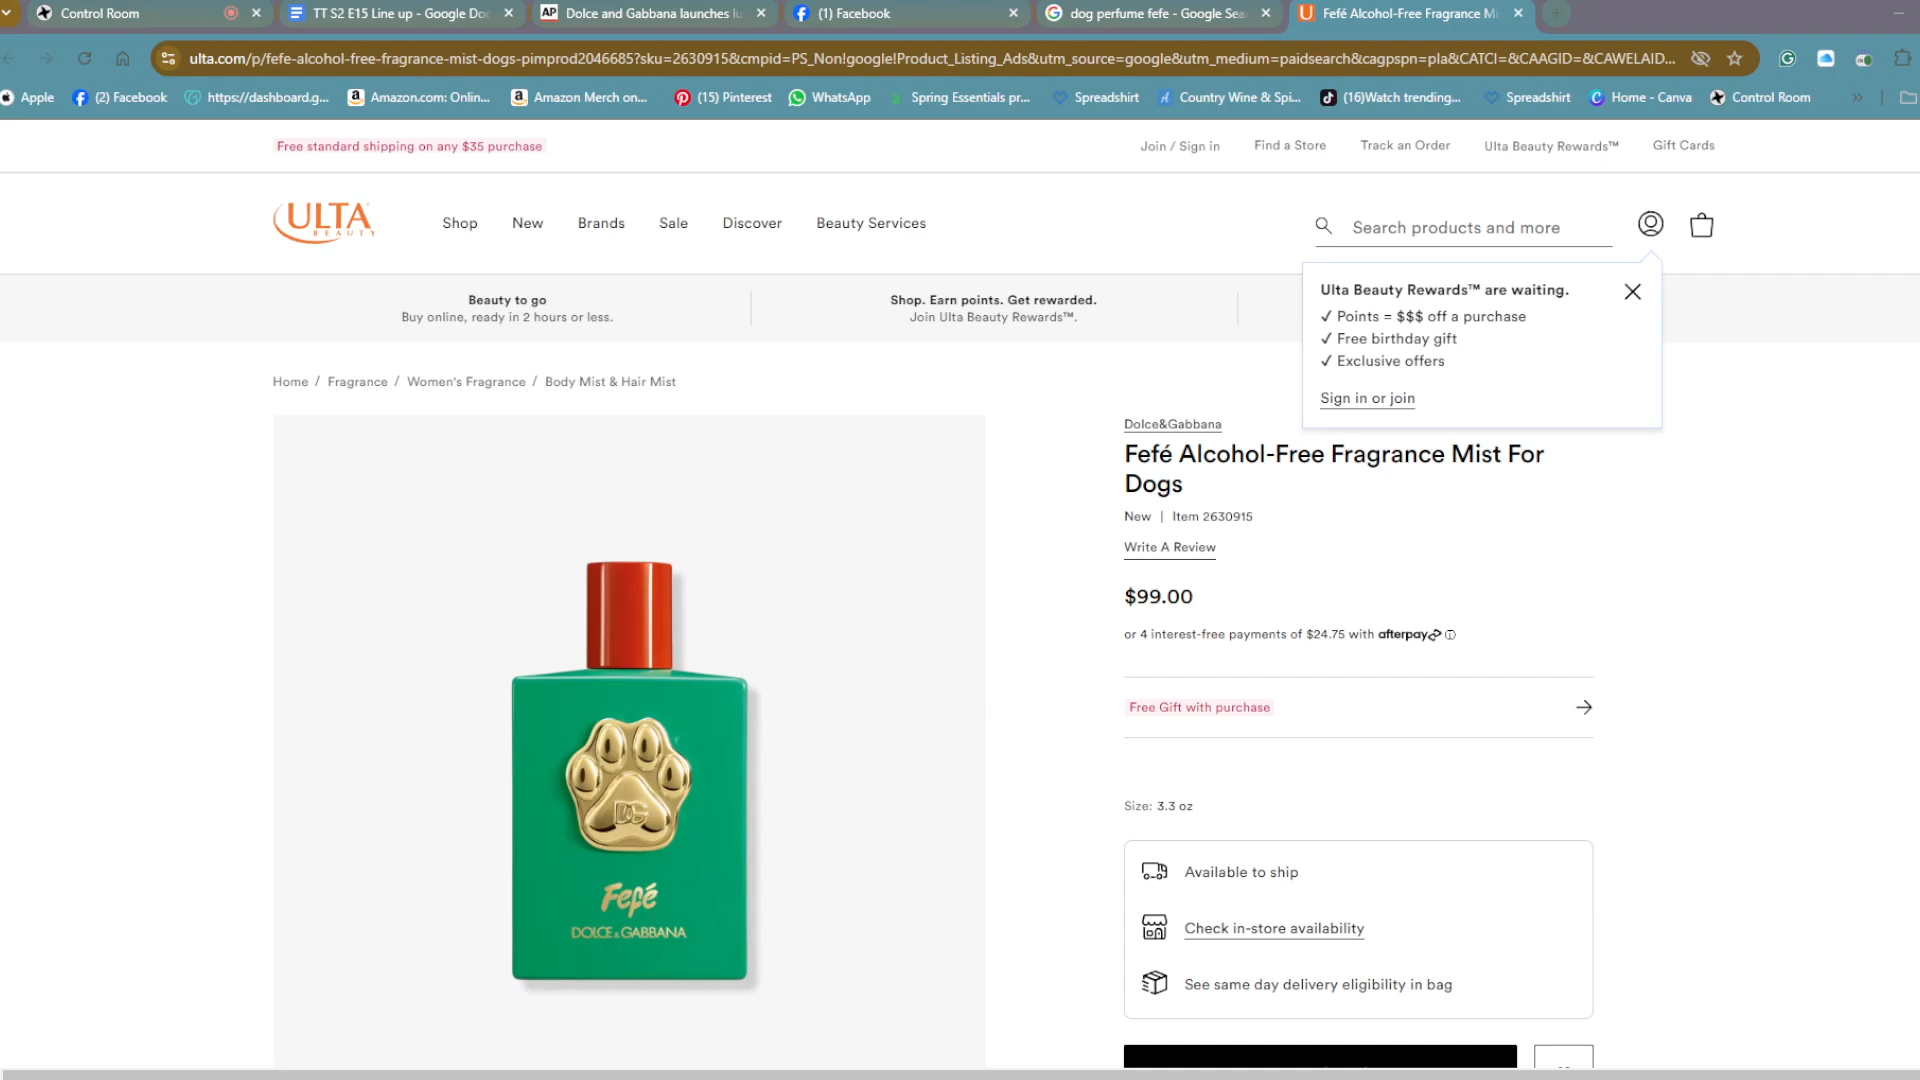 Control Room
TT S2 E15 Line up - Google Doc
AP
Dolce and Gabbana launches lu
(1) Facebook
dog perfume fefe - Google Sea
Fefé Alcohol-Free Fragrance Mi
ulta.com/p/fefe-alcohol-free-fragrance-mist-dogs-pimprod2046685?sku=2630915&cmpid=PS_Non!google!Product_Listing_Ads&utm_source=google&utm_medium=paidsearch&cagpspn=pla&CATCI=&CAAGID=&CAWELAID...
Apple
(2) Facebook
https://dashboard.g...
Amazon.com: Onlin...
Amazon Merch on...
(15) Pinterest
WhatsApp
Spring Essentials pr...
Spreadshirt
Country Wine & Spi...
(16)Watch trending...
Spreadshirt
Home - Canva
Control Room
Free standard shipping on any $35 purchase
Join / Sign in
Find a Store
Track an Order
Ulta Beauty Rewards™
Gift Cards
ULTA
BEAUTY
Shop
New
Brands
Sale
Discover
Beauty Services
Search products and more
Beauty to go
Buy online, ready in 2 hours or less.
Shop. Earn points. Get rewarded.
Join Ulta Beauty Rewards™.
Ulta Beauty Rewards™ are waiting.
✓ Points = $$$ off a purchase
✓ Free birthday gift
✓ Exclusive offers
Sign in or join
Home / Fragrance / Women's Fragrance / Body Mist & Hair Mist
Dolce&Gabbana
Fefé Alcohol-Free Fragrance Mist For
Dogs
New | Item 2630915
Write A Review
$99.00
or 4 interest-free payments of $24.75 with afterpay
Free Gift with purchase
Size: 3.3 oz
Available to ship
Check in-store availability
See same day delivery eligibility in bag
DG
Fefé
DOLCE & GABBANA